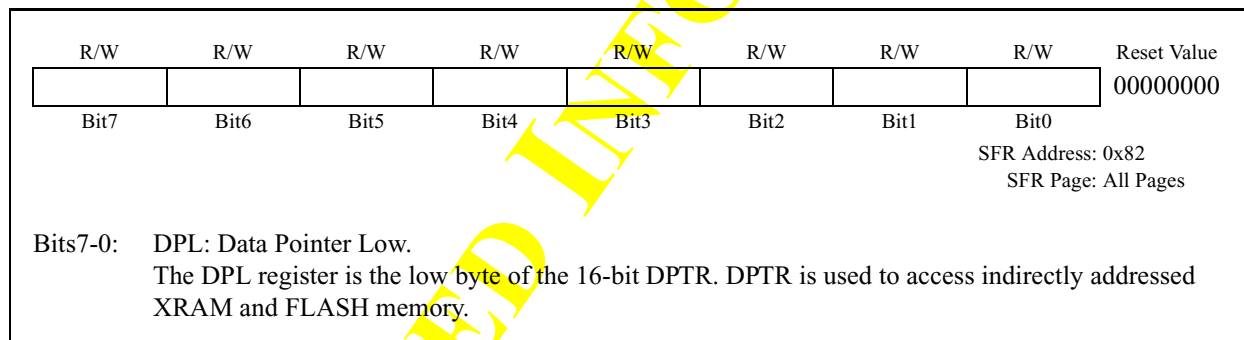 R/W R/W R/W R/W R/W R/W R/W R/W Reset Value
00000000
Bit7 Bit6 Bit5 Bit4 Bit3 Bit2 Bit1 Bit0
SFR Address: 0x82
SFR Page: All Pages
Bits7-0: DPL: Data Pointer Low.
The DPL register is the low byte of the 16-bit DPTR. DPTR is used to access indirectly addressed
XRAM and FLASH memory.